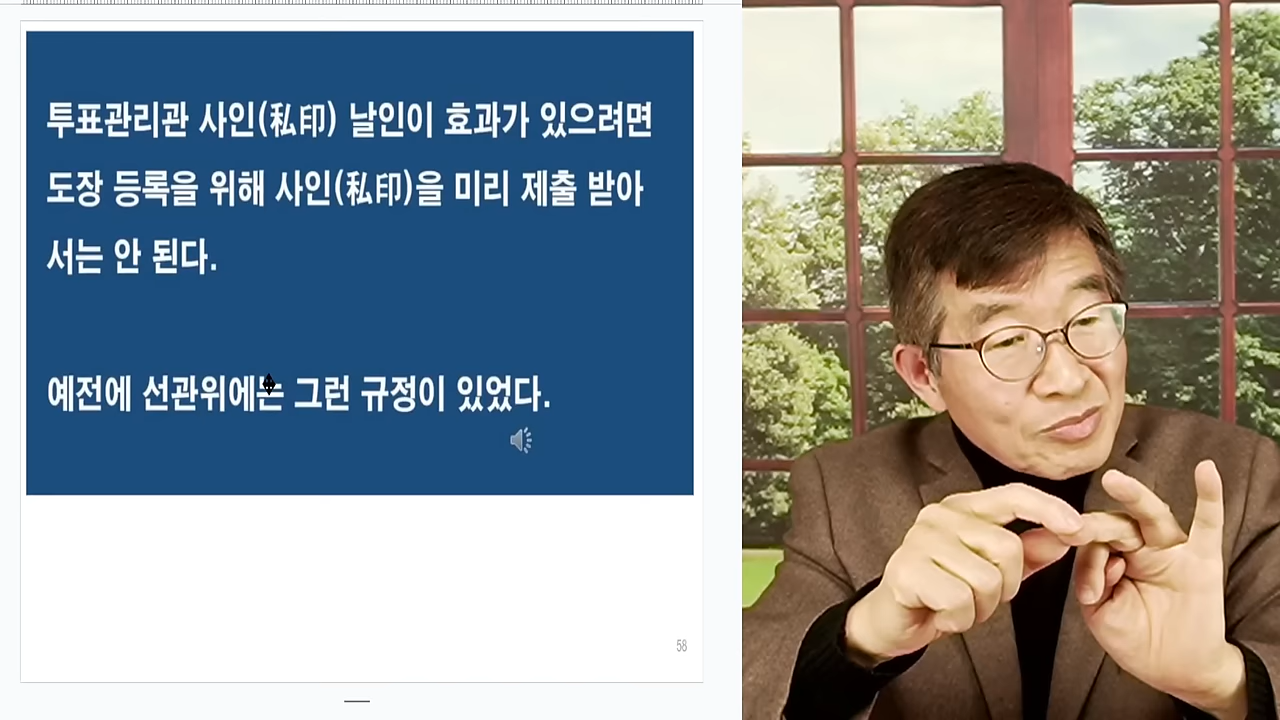 투표관리관 사인(私印) 날인이 효과가 있으려면
도장 등록을 위해 사인(私印)을 미리 제출 받아
서는 안 된다.
예전에 선관위에는 그런 규정이 있었다.
58